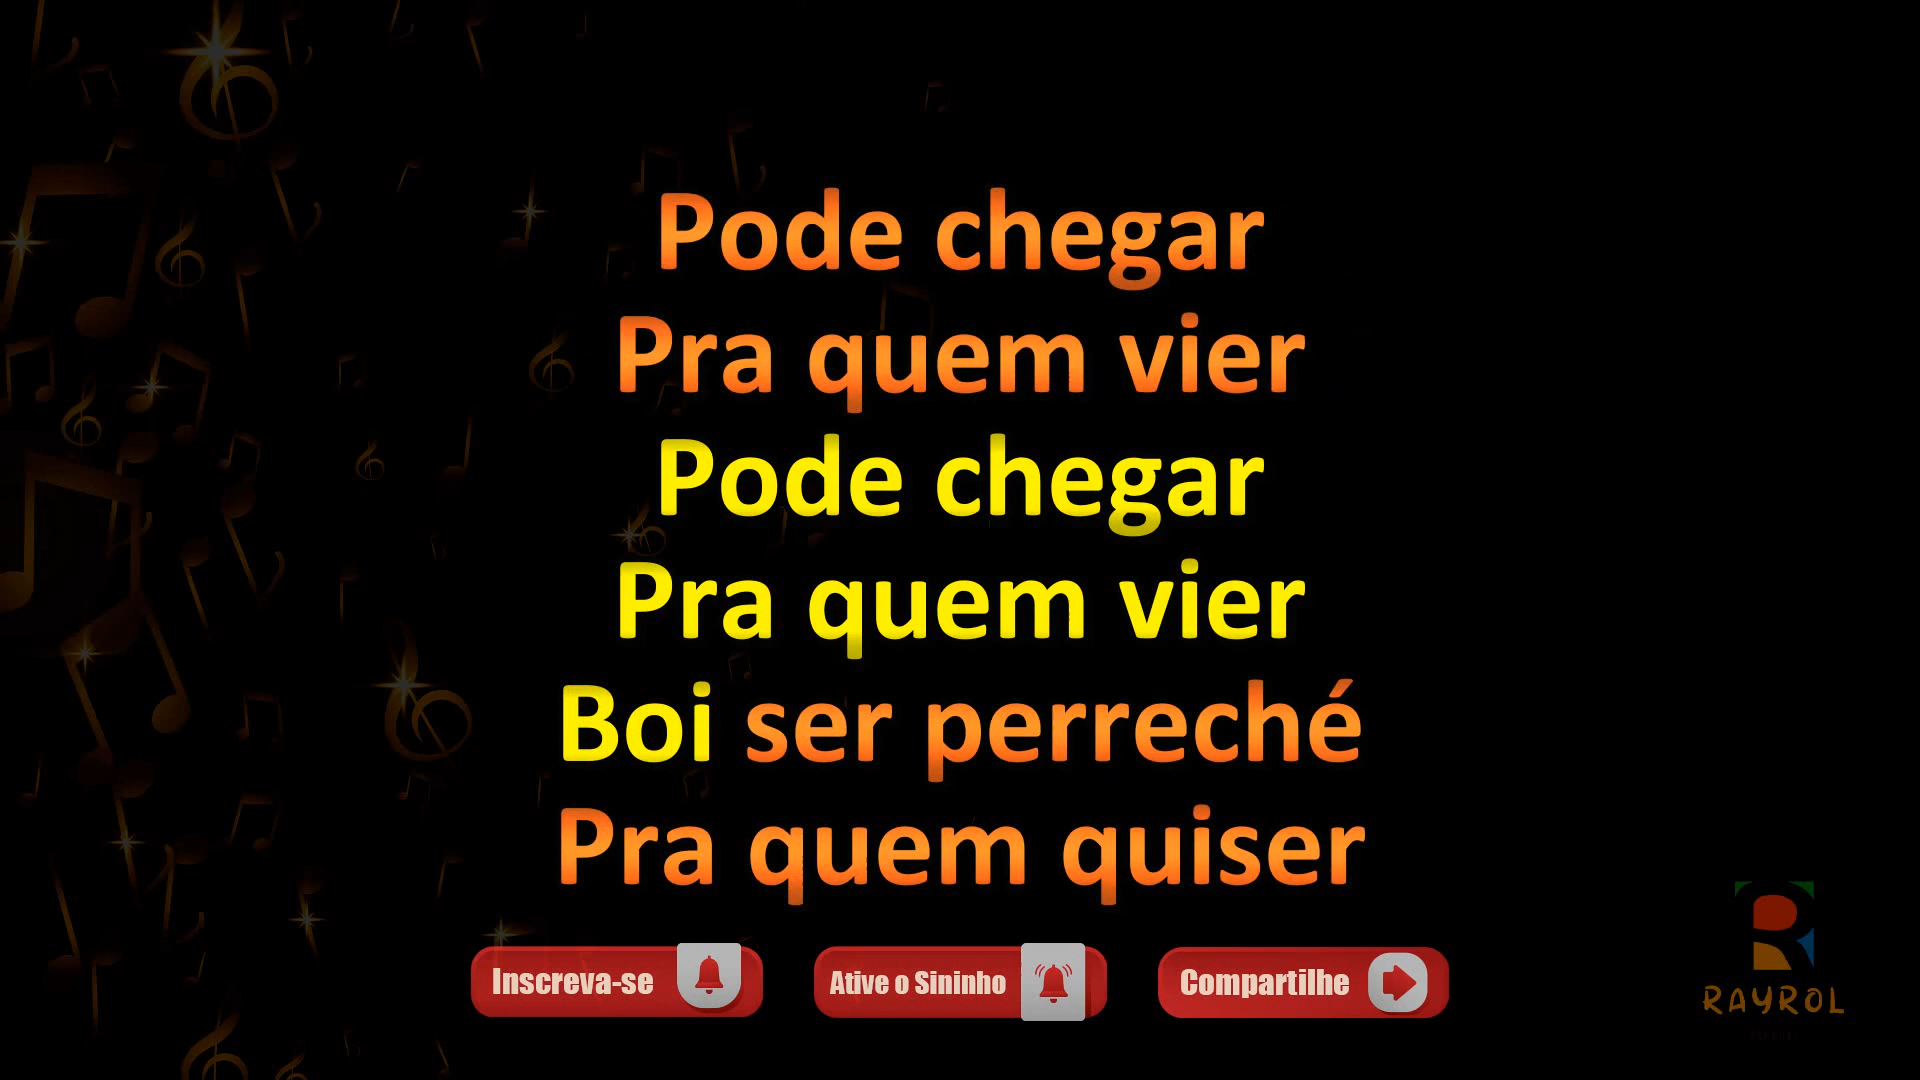 Pode chegar
Pra quem vier
Pode chegar
Pra quem vier
Boi ser perreché
Pra quem quiser
Inscreva-se
Ative o Sininho
Compartilhe
RAYROL